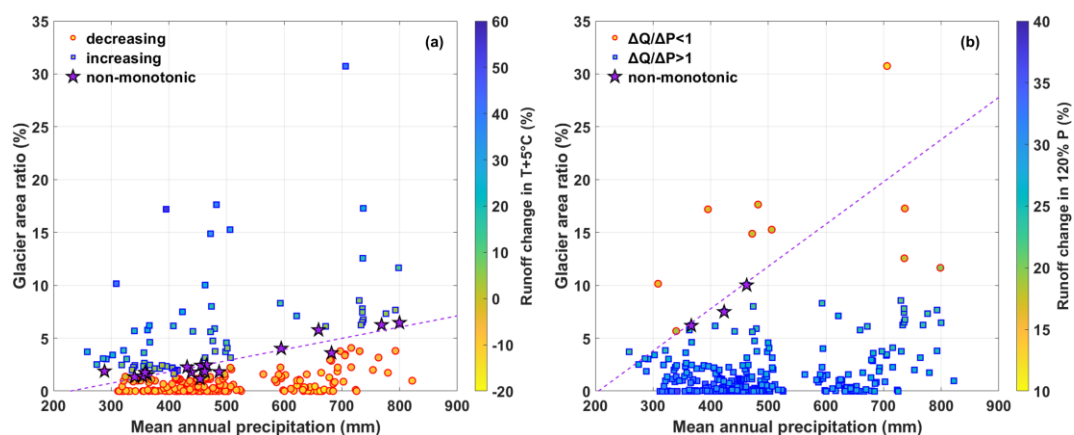 35
30
25
20
15
10
5
0
Glacier area ratio (%)
decreasing
increasing
non-monotonic
(a)
200 300 400 500 600 700 800 900
Mean annual precipitation (mm)
60
50
40
30
20
10
0
-10
-20
Runoff change in T+5°C (%)
35
30
25
20
15
10
5
0
Glacier area ratio (%)
ΔQ/ΔP<1
ΔQ/ΔP>1
non-monotonic
(b)
200 300 400 500 600 700 800 900
Mean annual precipitation (mm)
40
35
30
25
20
15
10
Runoff change in 120% P (%)